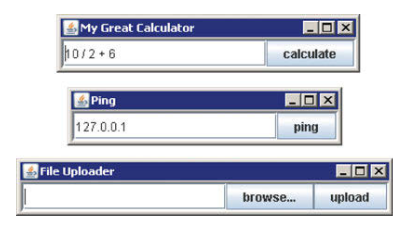 My Great Calculator
10 / 2 + 6
calculate
Ping
127.0.0.1
ping
File Uploader
browse...
upload